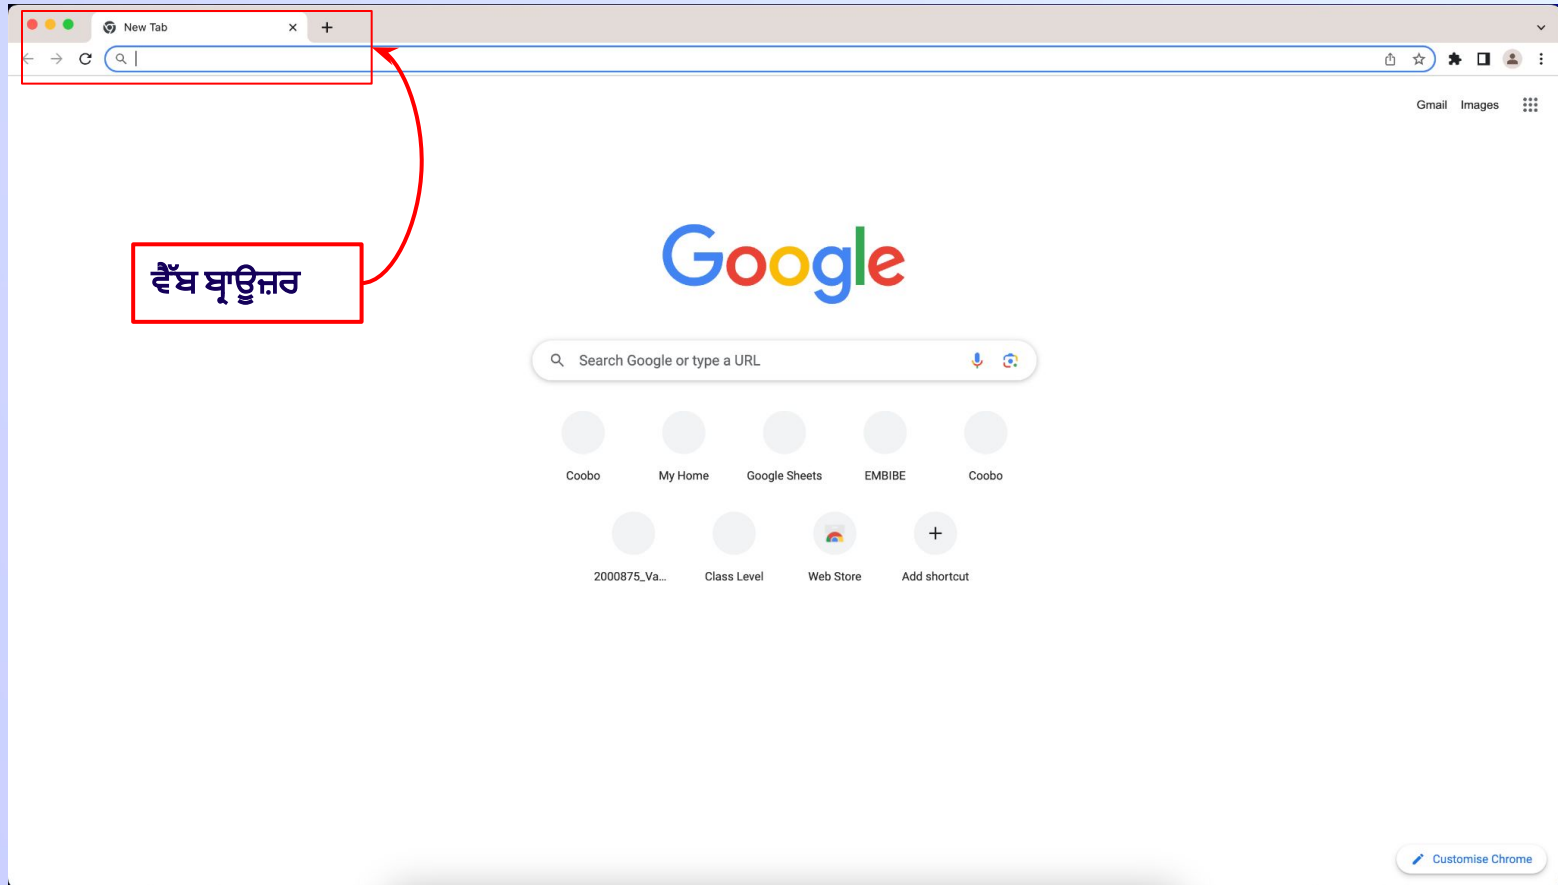 New Tab
Gmail Images
ਵੈੱਬ ਬ੍ਰਾਊਜ਼ਰ
Google
Search Google or type a URL
Coobo My Home Google Sheets EMBIBE Coobo
2000875_Va... Class Level Web Store Add shortcut
Customise Chrome